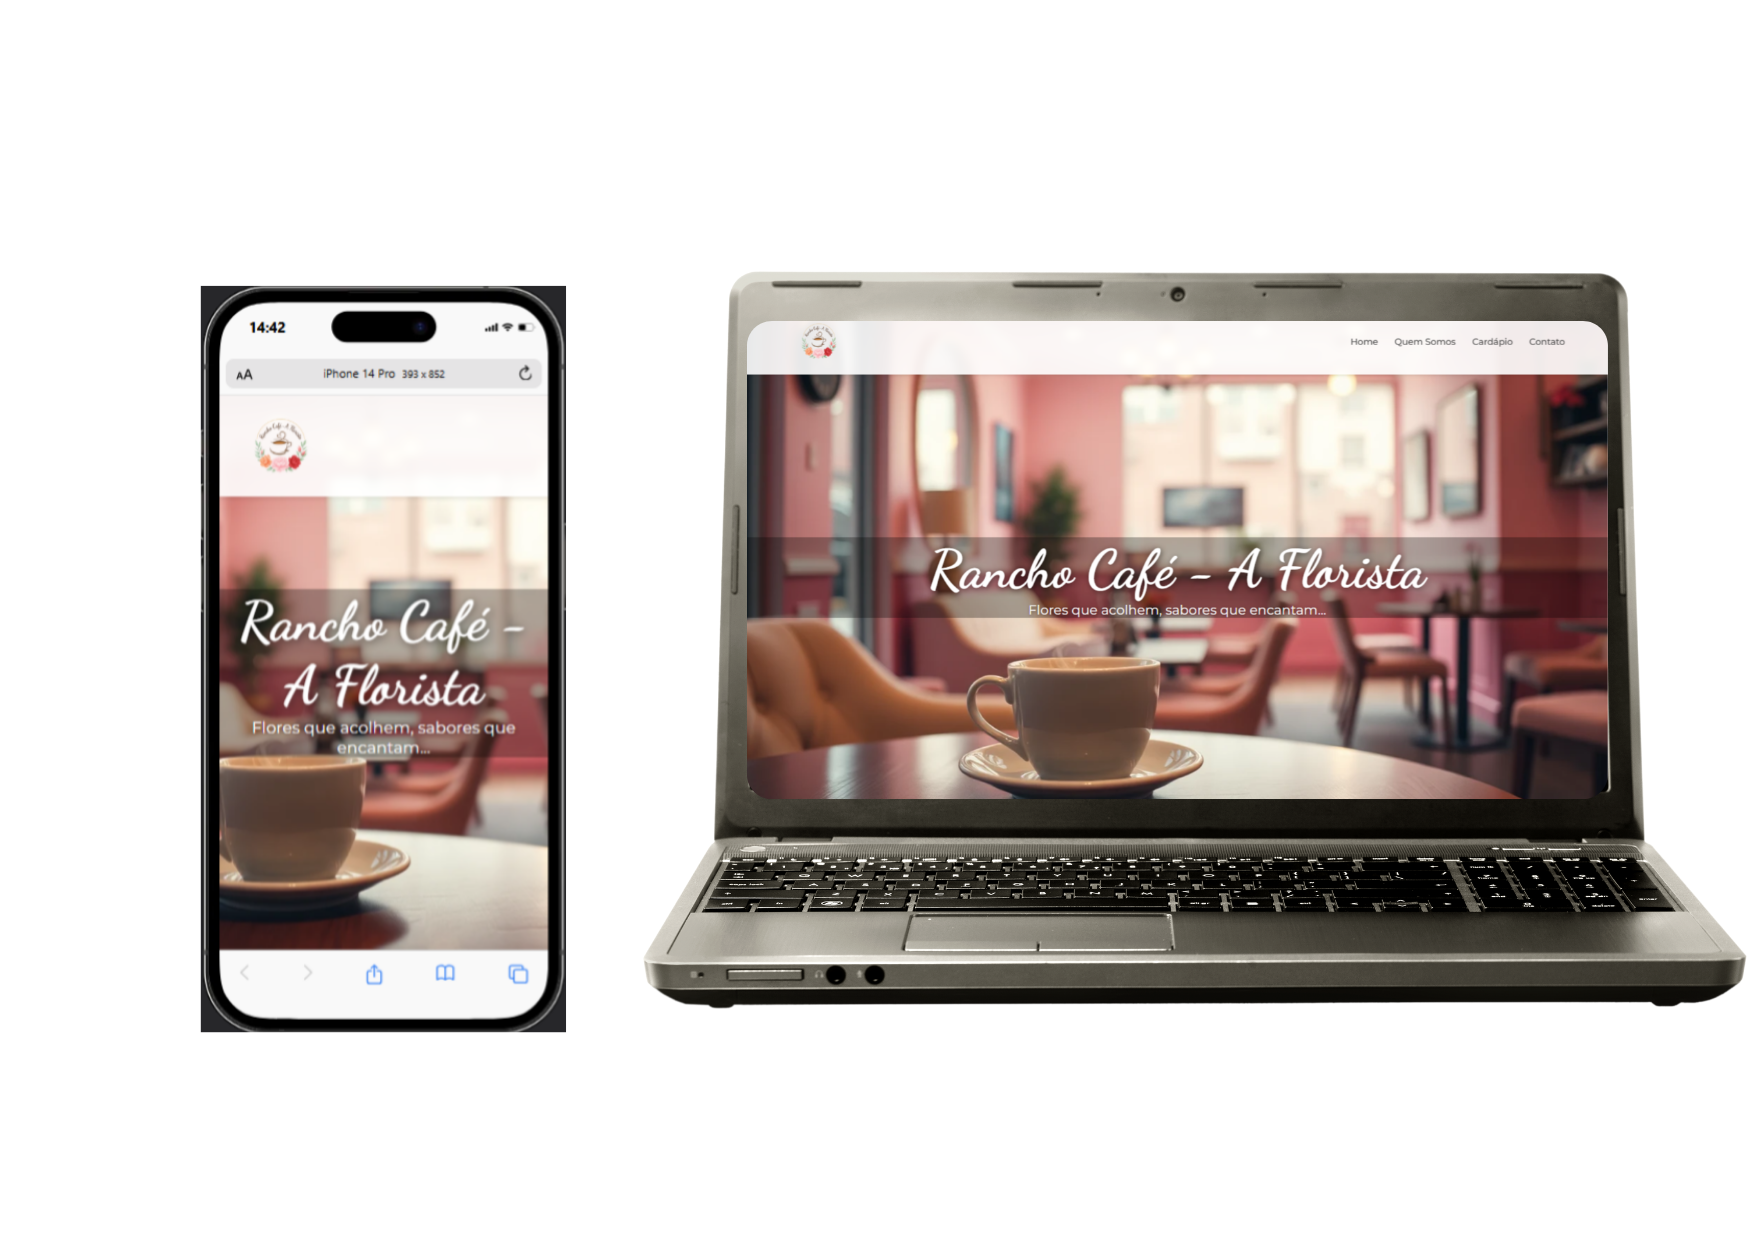 14:42
AA
iPhone 14 Pro 393 x 852
Rancho Café -
A Florista
Flores que acolhem, sabores que
encantam...
Home Quem Somos Cardápio Contato
Rancho Café - A Florista
Flores que acolhem, sabores que encantam...